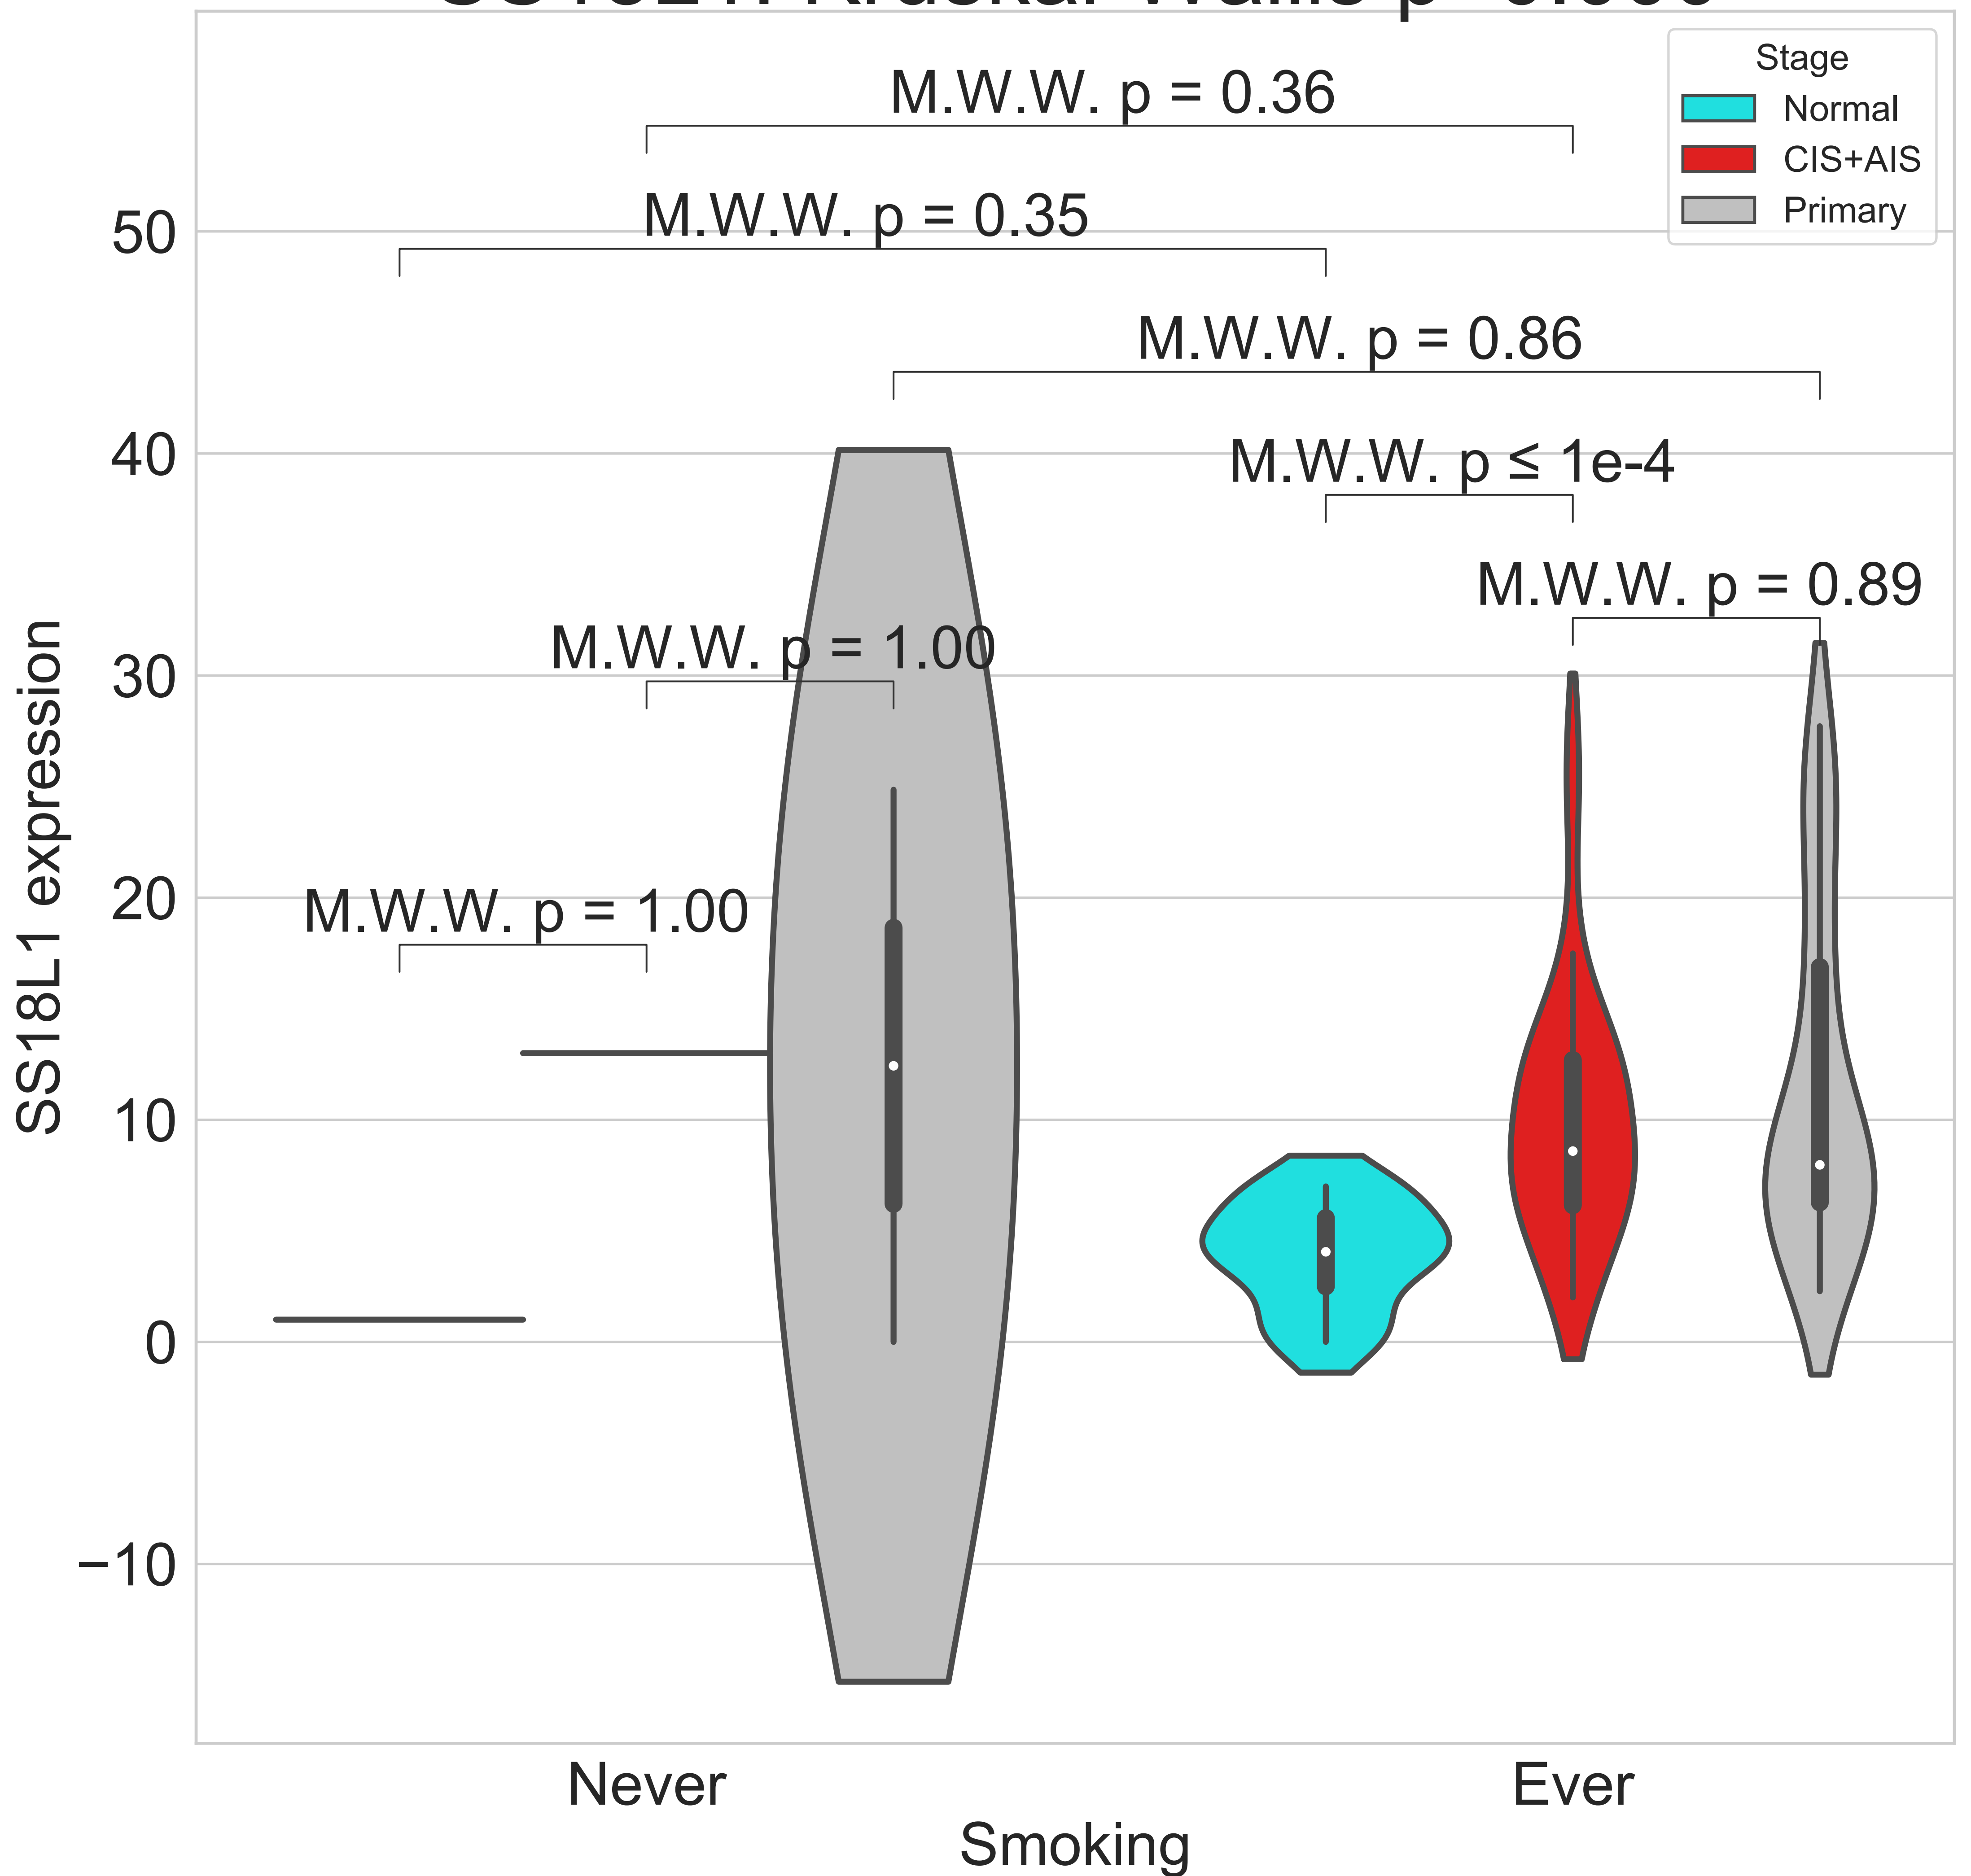 Stage
Normal
CIS+AIS
Primary
M.W.W. p = 0.36
M.W.W. p = 0.35
M.W.W. p = 0.86
M.W.W. p ≤ 1e-4
M.W.W. p = 0.89
M.W.W. p = 1.00
M.W.W. p = 1.00
50
40
30
20
10
0
−10
SS18L1 expression
Never
Ever
Smoking